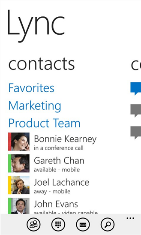 Lync
contacts
Favorites
Marketing
Product Team
Bonnie Kearney
in a conference call
Gareth Chan
available - mobile
Joel Lachance
away - mobile
John Evans
available - video capable